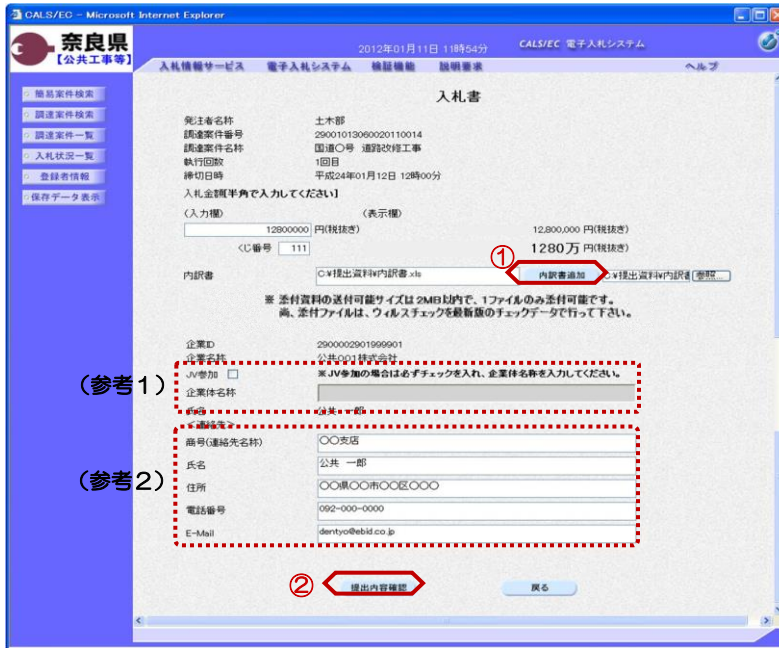 CALS/EC - Microsoft Internet Explorer
奈良県
【公共工事等】
2012年01月11日 11時54分
CALS/EC 電子入札システム
入札情報サービス 電子入札システム 検証機能 説明要求 ヘルプ
簡易案件検索
調達案件検索
調達案件一覧
入札状況一覧
登録者情報
保存データ表示
入札書
発注者名称 土木部
調達案件番号 29001013060020110014
調達案件名称 国道〇号 道路改修工事
執行回数 1回目
締切日時 平成24年01月12日 12時00分
入札金額[半角で入力してください]
(入力欄) (表示欄)
12800000 円(税抜き) 12,800,000 円(税抜き)
くじ番号 111 1280万 円(税抜き)
①
内訳書 C:¥提出資料¥内訳書.xls 内訳書追加 C:¥提出資料¥内訳書 参照...
※ 添付資料の送付可能サイズは2MB以内で、1ファイルのみ添付可能です。
尚、添付ファイルは、ウィルスチェックを最新版のチェックデータで行って下さい。
企業ID 2900002901999901
企業名称 公共001株式会社
(参考1)
JV参加 ※JV参加の場合は必ずチェックを入れ、企業体名称を入力してください。
企業体名称
氏名 公共 一郎
<連絡先>
(参考2)
商号(連絡先名称) 〇〇支店
氏名 公共 一郎
住所 〇〇県〇〇市〇〇区〇〇〇
電話番号 092-000-0000
E-Mail dentyo@ebid.co.jp
② 提出内容確認 戻る